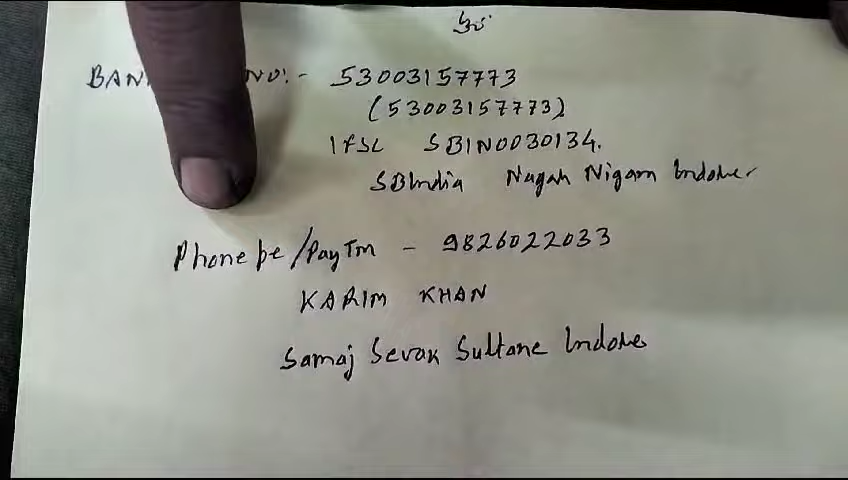 BAN NO:- 53003157773
(53003157773)
IFSC SBIN0030134.
SBIndia Nagar Nigam Indore
Phone pe/PayTm - 9826022033
KARIM KHAN
Samaj Sevak Sultane Indore